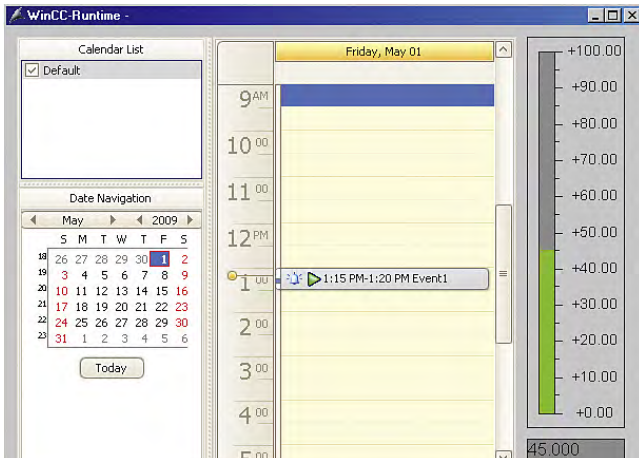 WinCC-Runtime -
Calendar List
Default
Date Navigation
May 2009
S M T W T F S
18 26 27 28 29 30 1 2
19 3 4 5 6 7 8 9
20 10 11 12 13 14 15 16
21 17 18 19 20 21 22 23
22 24 25 26 27 28 29 30
23 31 1 2 3 4 5 6
Today
Friday, May 01
9 AM
10 00
11 00
12 PM
1 00
1:15 PM-1:20 PM Event1
2 00
3 00
4 00
5 00
+100.00
+90.00
+80.00
+70.00
+60.00
+50.00
+40.00
+30.00
+20.00
+10.00
+0.00
45.000